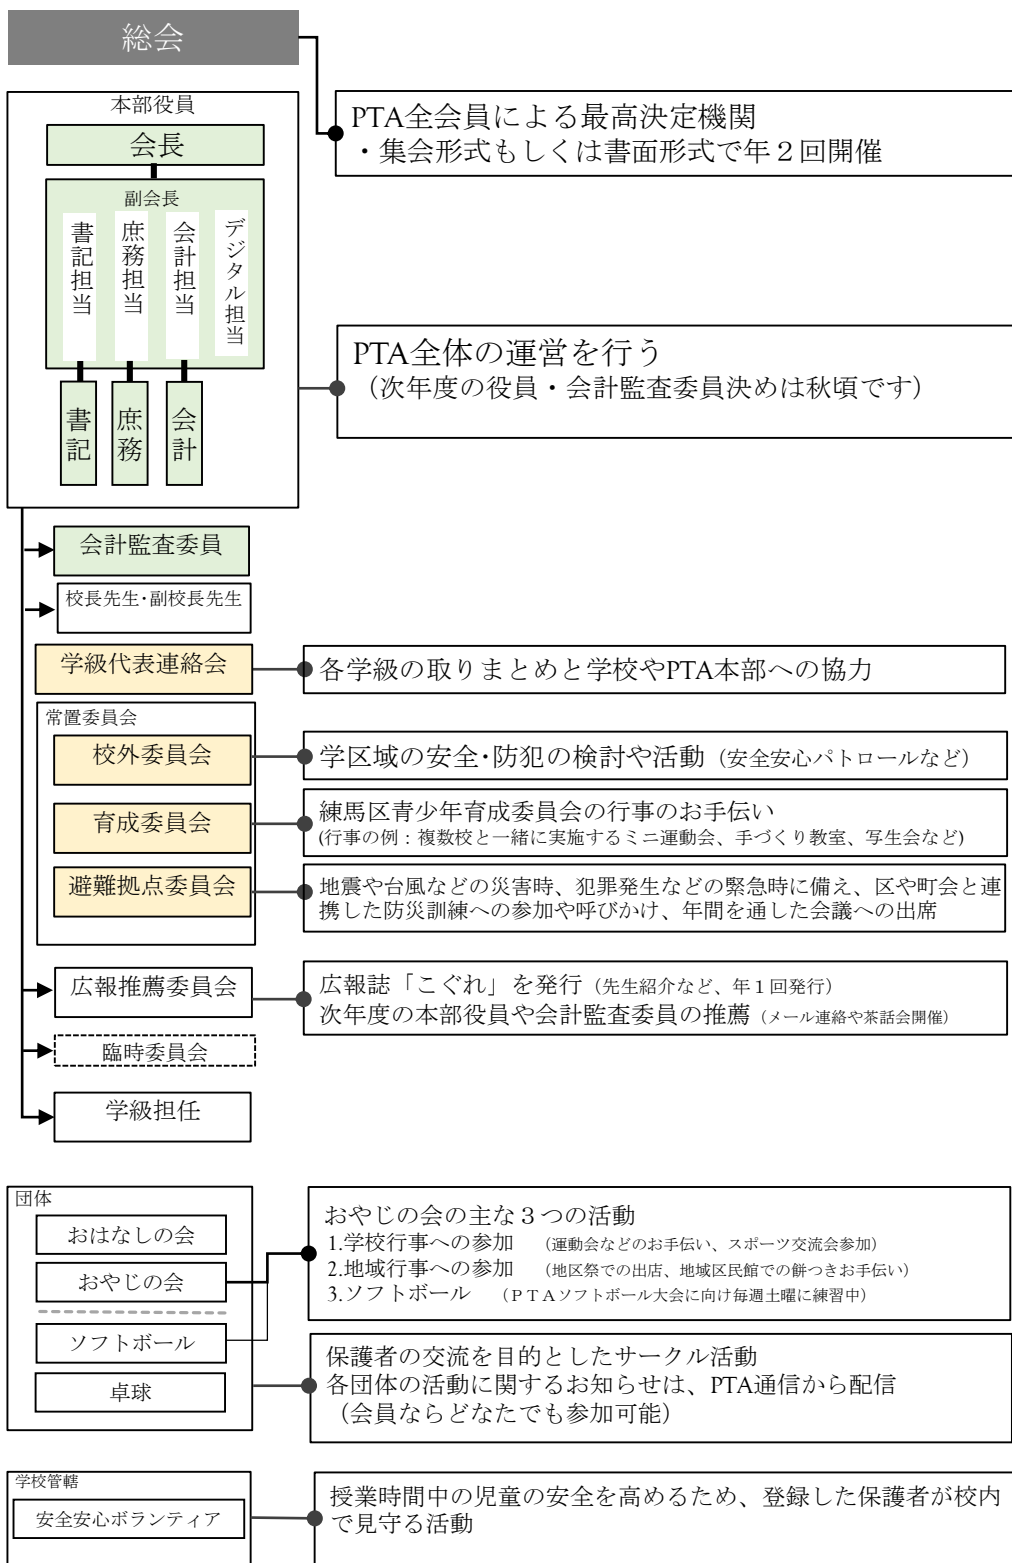 総会
PTA全会員による最高決定機関
・集会形式もしくは書面形式で年２回開催
本部役員
会長
副会長
書記担当
庶務担当
会計担当
デジタル担当
書記
庶務
会計
PTA全体の運営を行う
（次年度の役員・会計監査委員決めは秋頃です）
会計監査委員
校長先生・副校長先生
学級代表連絡会
各学級の取りまとめと学校やPTA本部への協力
常置委員会
校外委員会
学区域の安全・防犯の検討や活動（安全安心パトロールなど）
育成委員会
練馬区青少年育成委員会の行事のお手伝い
(行事の例：複数校と一緒に実施するミニ運動会、手づくり教室、写生会など)
避難拠点委員会
地震や台風などの災害時、犯罪発生などの緊急時に備え、区や町会と連
携した防災訓練への参加や呼びかけ、年間を通した会議への出席
広報推薦委員会
広報誌「こぐれ」を発行（先生紹介など、年１回発行）
次年度の本部役員や会計監査委員の推薦（メール連絡や茶話会開催）
臨時委員会
学級担任
団体
おはなしの会
おやじの会
ソフトボール
卓球
おやじの会の主な３つの活動
1.学校行事への参加 （運動会などのお手伝い、スポーツ交流会参加）
2.地域行事への参加 （地区祭での出店、地域区民館での餅つきお手伝い）
3.ソフトボール （ＰＴＡソフトボール大会に向け毎週土曜に練習中）
保護者の交流を目的としたサークル活動
各団体の活動に関するお知らせは、PTA通信から配信
（会員ならどなたでも参加可能）
学校管轄
安全安心ボランティア
授業時間中の児童の安全を高めるため、登録した保護者が校内
で見守る活動